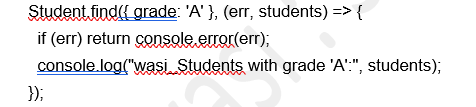 Student.find({ grade: 'A' }, (err, students) => {
if (err) return console.error(err);
console.log("wasi_Students with grade 'A':", students);
});